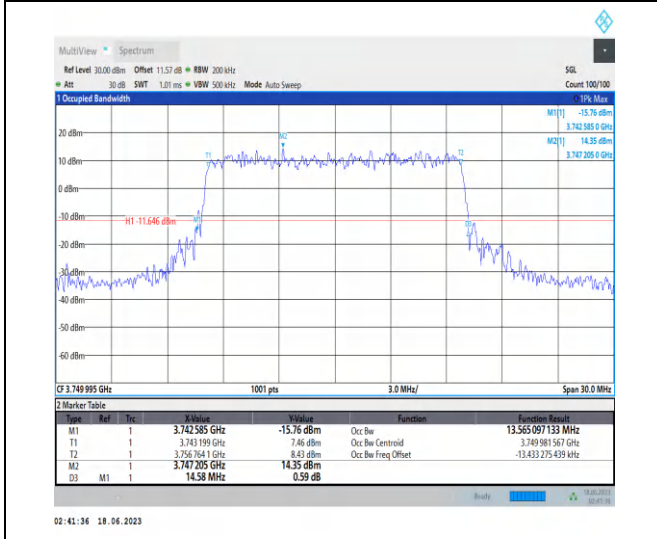 MultiView Spectrum
Ref Level 30.00 dBm Offset 11.57 dB RBW 200 kHz SGL
Att 30 dB SWT 1.01 ms VBW 500 kHz Mode Auto Sweep Count 100/100
1 Occupied Bandwidth 1Pk Max
M1[1] -15.76 dBm
3.742 585 0 GHz
M2[1] 14.35 dBm
3.747 205 0 GHz
20 dBm
M2
T1 T2
10 dBm
0 dBm
-10 dBm
H1 -11.646 dBm
M1 D3
-20 dBm
-30 dBm
-40 dBm
-50 dBm
-60 dBm
CF 3.749 995 GHz 1001 pts 3.0 MHz/ Span 30.0 MHz
2 Marker Table
Type Ref Trc X-Value Y-Value Function Function Result
M1 1 3.742 585 GHz -15.76 dBm Occ Bw 13.565 097 133 MHz
T1 1 3.743 199 GHz 7.46 dBm Occ Bw Centroid 3.749 981 567 GHz
T2 1 3.756 764 1 GHz 8.43 dBm Occ Bw Freq Offset -13.433 275 439 kHz
M2 1 3.747 205 GHz 14.35 dBm
D3 M1 1 14.58 MHz 0.59 dB
Ready 18.06.2023
02:41:36
02:41:36 18.06.2023